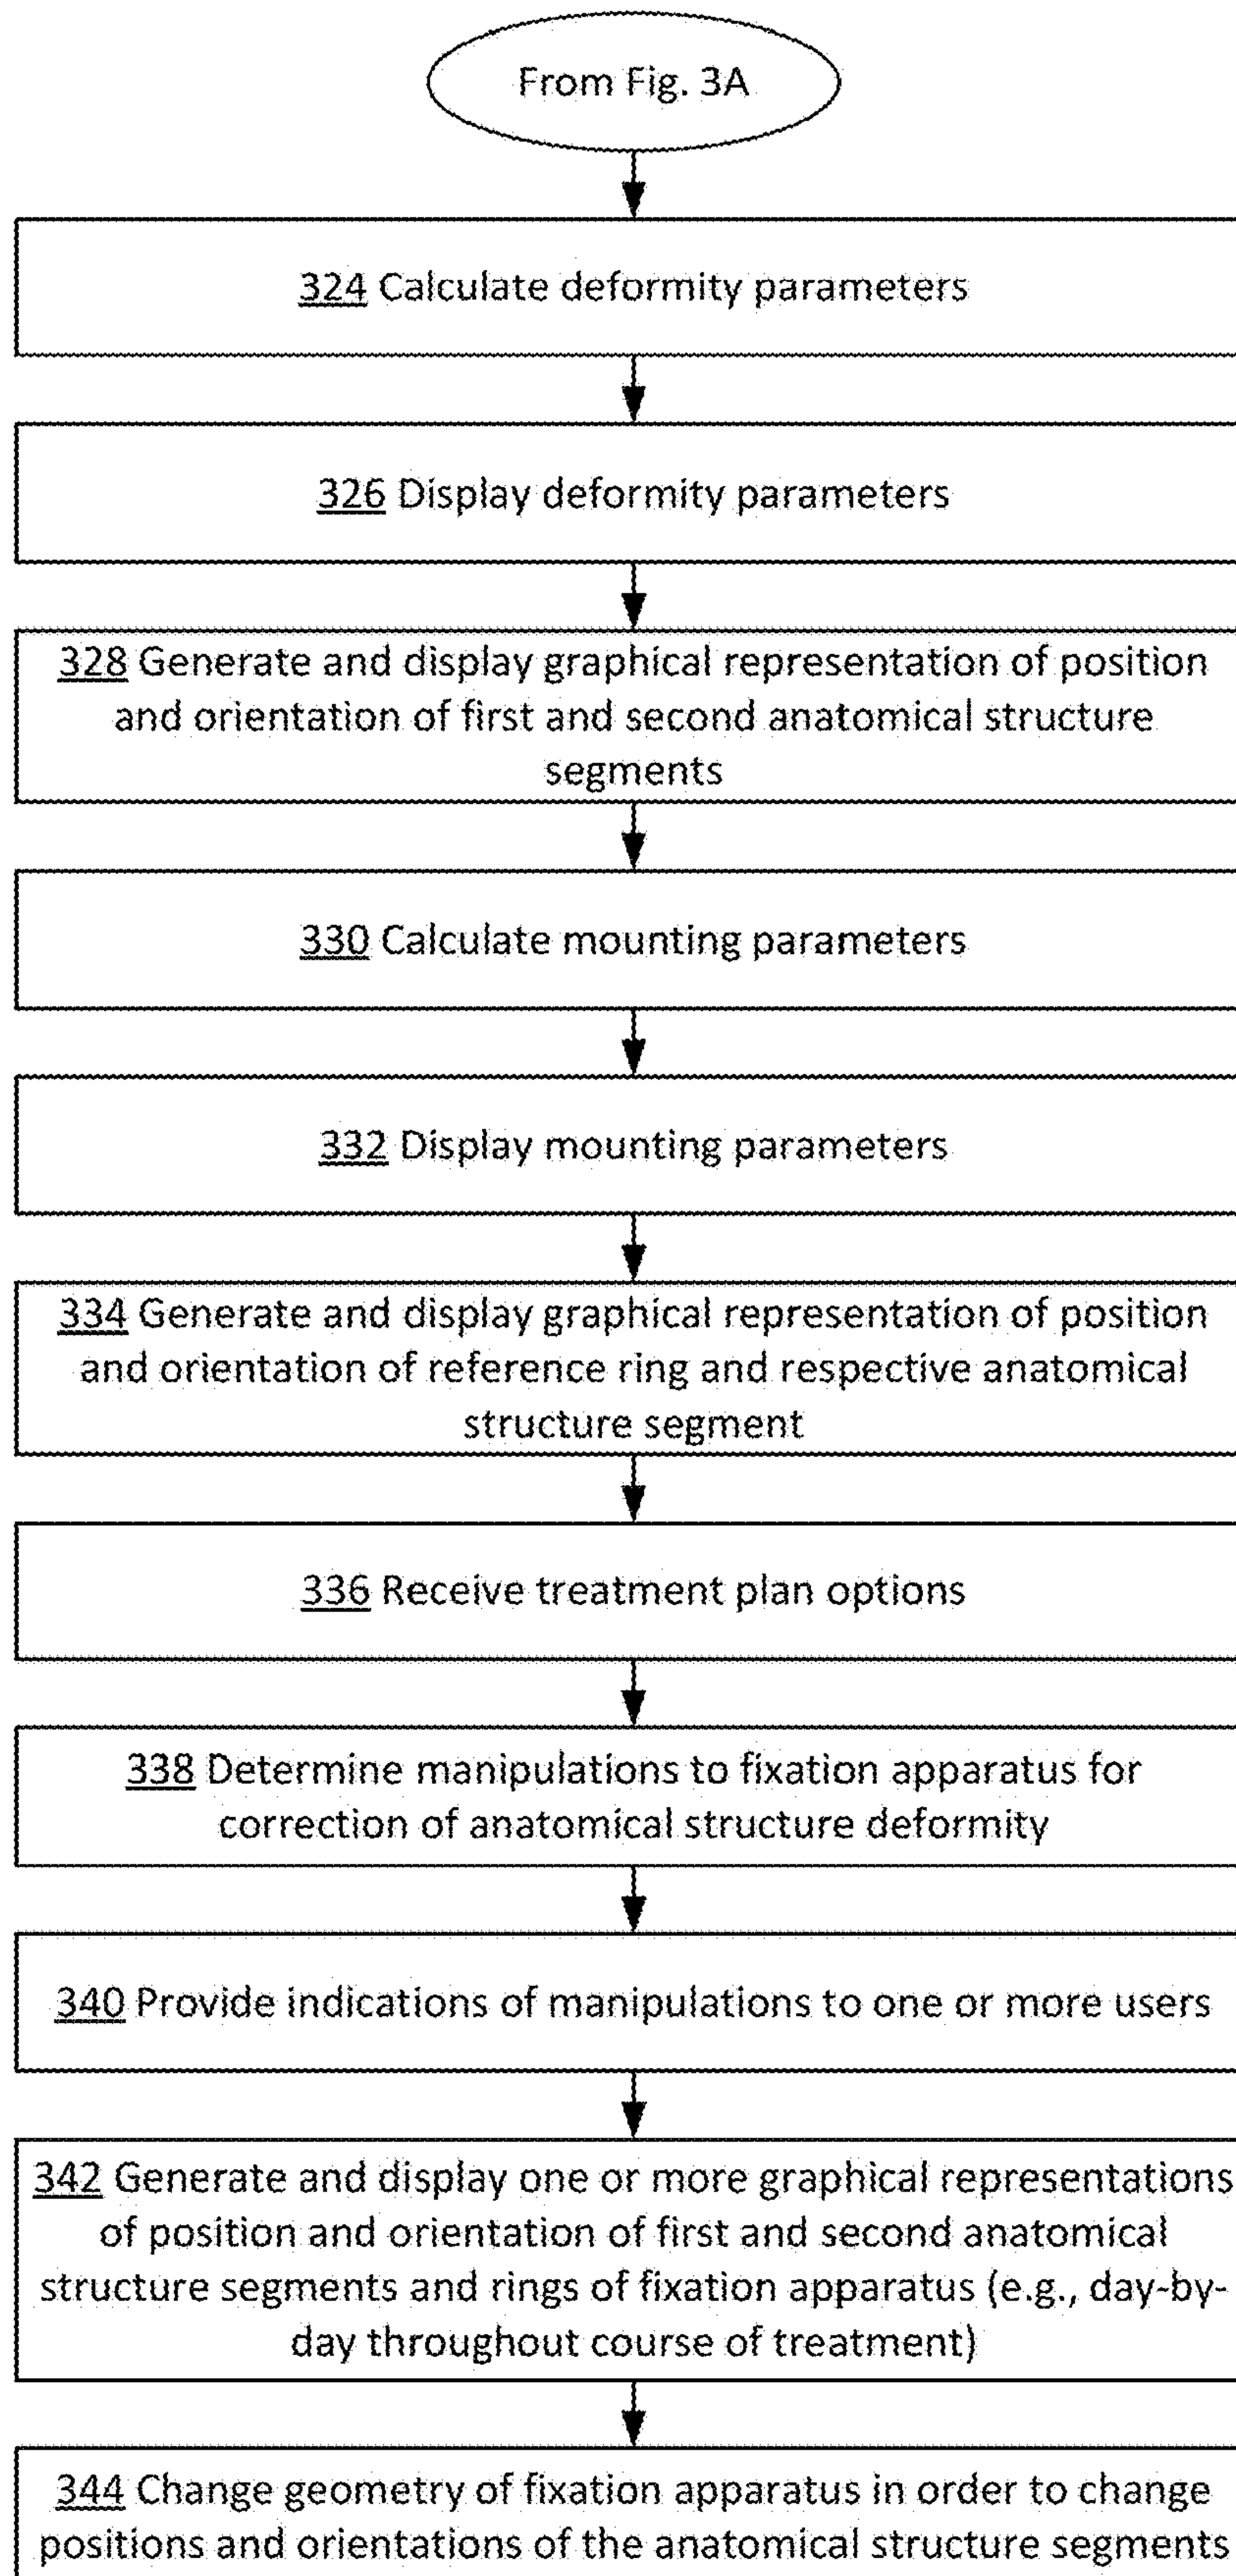 From Fig. 3A
324 Calculate deformity parameters
326 Display deformity parameters
328 Generate and display graphical representation of position
and orientation of first and second anatomical structure
segments
330 Calculate mounting parameters
332 Display mounting parameters
334 Generate and display graphical representation of position
and orientation of reference ring and respective anatomical
structure segment
336 Receive treatment plan options
338 Determine manipulations to fixation apparatus for
correction of anatomical structure deformity
340 Provide indications of manipulations to one or more users
342 Generate and display one or more graphical representations
of position and orientation of first and second anatomical
structure segments and rings of fixation apparatus (e.g., day-by-
day throughout course of treatment)
344 Change geometry of fixation apparatus in order to change
positions and orientations of the anatomical structure segments